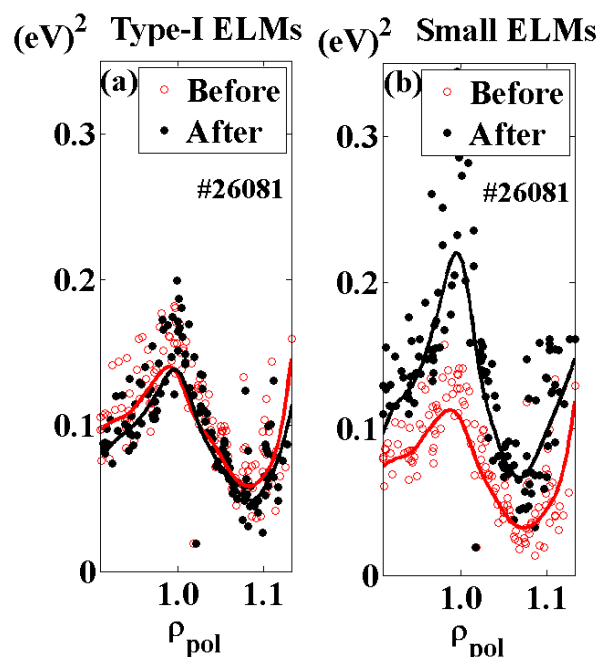 (eV)² Type-I ELMs
(a)
Before
After
#26081
0.3
0.2
0.1
0
1.0 1.1
ρpol
(eV)² Small ELMs
(b)
Before
After
#26081
0.3
0.2
0.1
0
1.0 1.1
ρpol